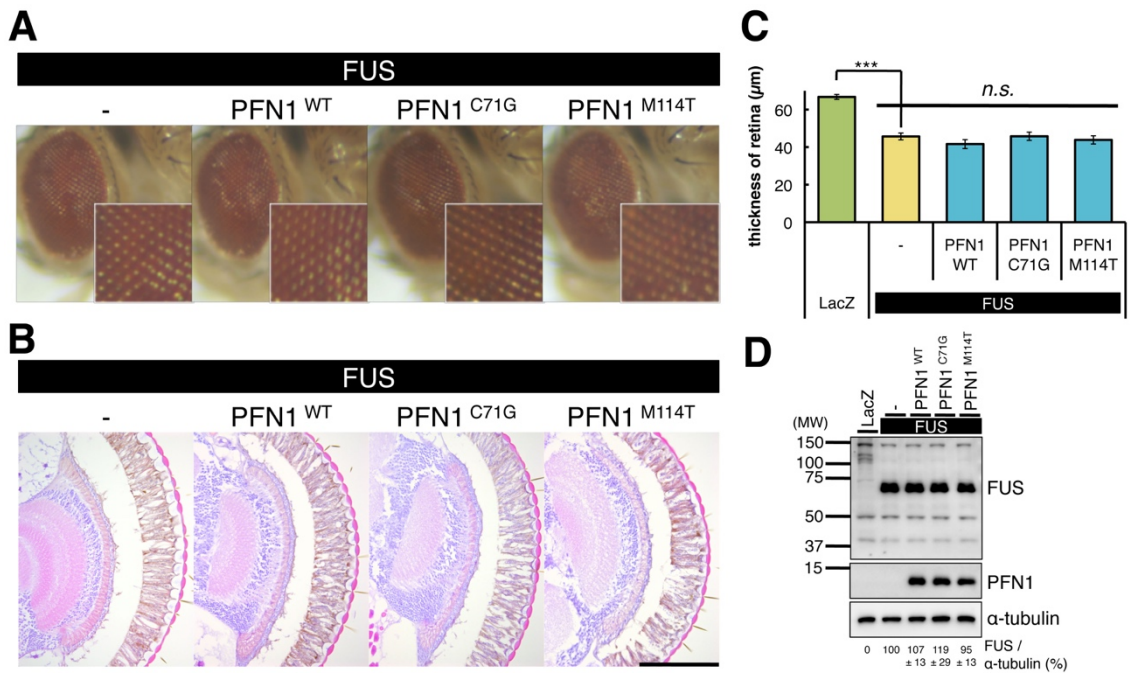 A
FUS
- PFN1 WT PFN1 C71G PFN1 M114T
B
FUS
- PFN1 WT PFN1 C71G PFN1 M114T
C
thickness of retina (µm)
***
n.s.
60
40
20
0
- PFN1 PFN1 PFN1
WT C71G M114T
LacZ FUS
D
(MW) LacZ - PFN1 WT PFN1 C71G PFN1 M114T
FUS
150
100
75
50
37
15
FUS
PFN1
α-tubulin
0 100 107 119 95 FUS /
± 13 ± 29 ± 13 α-tubulin (%)